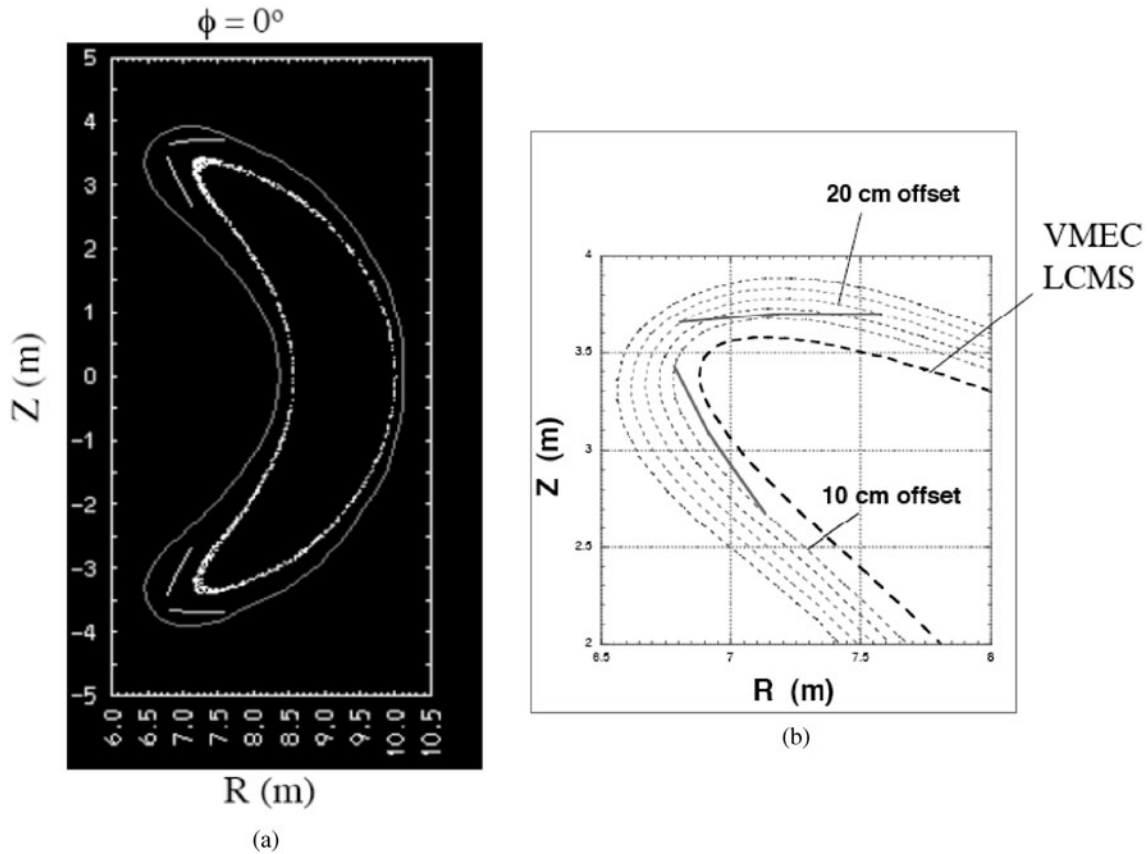 ϕ = 0º
5
4
3
2
1
0
-1
-2
-3
-4
-5
Z (m)
6.0
6.5
7.0
7.5
8.0
8.5
9.0
9.5
10.0
10.5
R (m)
(a)
20 cm offset
VMEC
LCMS
4
3.5
3
2.5
2
Z (m)
10 cm offset
6.5
7
7.5
8
R (m)
(b)